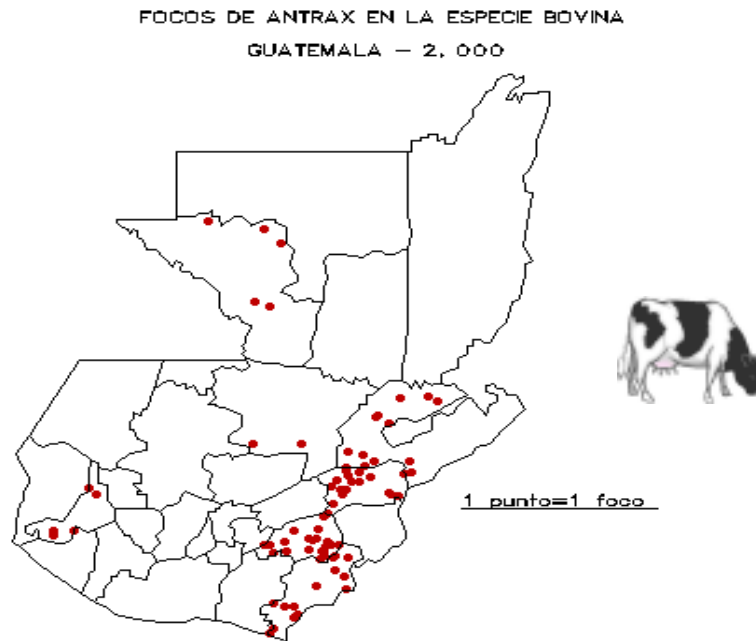 FOCOS DE ANTRAX EN LA ESPECIE BOVINA
GUATEMALA - 2, 000
1 punto=1 foco